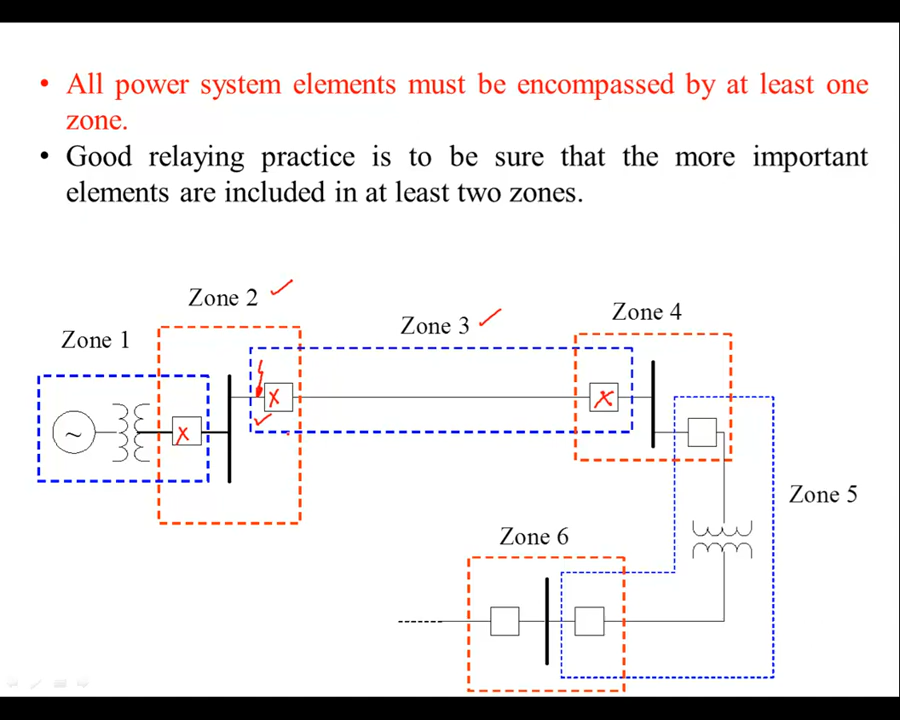 • All power system elements must be encompassed by at least one
zone.
• Good relaying practice is to be sure that the more important
elements are included in at least two zones.
Zone 2
Zone 3
Zone 4
Zone 1
X
X
X
~
Zone 5
Zone 6